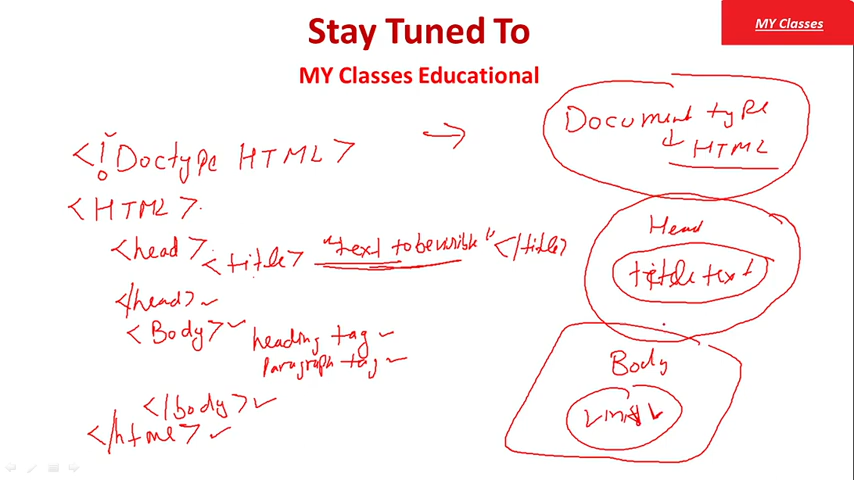 Stay Tuned To
MY Classes
MY Classes Educational
<!Doctype HTML>
<HTML>
<head>
<title> "text to be visible" </title>
</head>
<Body>
heading tag
Paragraph tag
</body>
</html>
Document type
HTML
Head
title text
Body